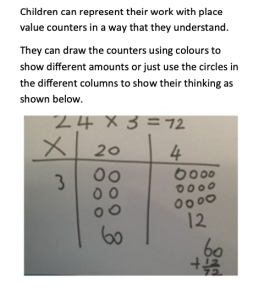 Children can represent their work with place
value counters in a way that they understand.
They can draw the counters using colours to
show different amounts or just use the circles in
the different columns to show their thinking as
shown below.
24 × 3 = 72
× 20 4
3
60 12
60
+12
72